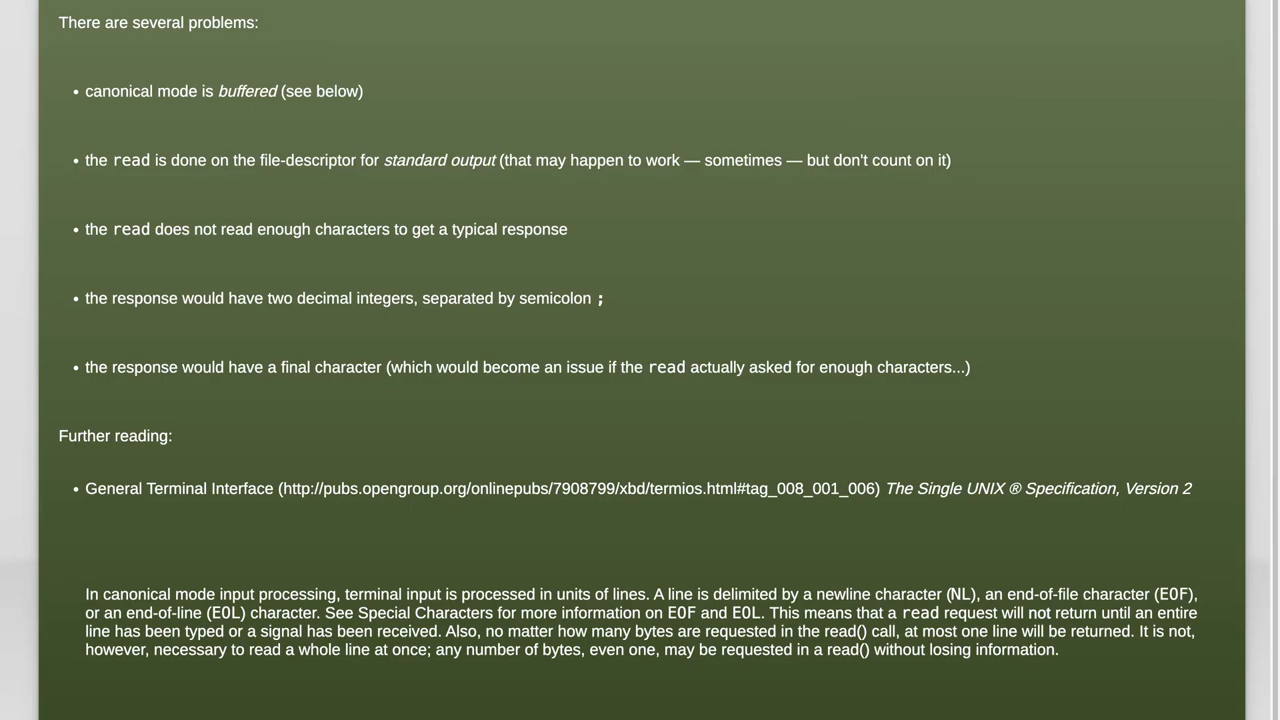 There are several problems:
• canonical mode is buffered (see below)
• the read is done on the file-descriptor for standard output (that may happen to work — sometimes — but don't count on it)
• the read does not read enough characters to get a typical response
• the response would have two decimal integers, separated by semicolon ;
• the response would have a final character (which would become an issue if the read actually asked for enough characters...)
Further reading:
• General Terminal Interface (http://pubs.opengroup.org/onlinepubs/7908799/xbd/termios.html#tag_008_001_006) The Single UNIX ® Specification, Version 2
In canonical mode input processing, terminal input is processed in units of lines. A line is delimited by a newline character (NL), an end-of-file character (EOF),
or an end-of-line (EOL) character. See Special Characters for more information on EOF and EOL. This means that a read request will not return until an entire
line has been typed or a signal has been received. Also, no matter how many bytes are requested in the read() call, at most one line will be returned. It is not,
however, necessary to read a whole line at once; any number of bytes, even one, may be requested in a read() without losing information.